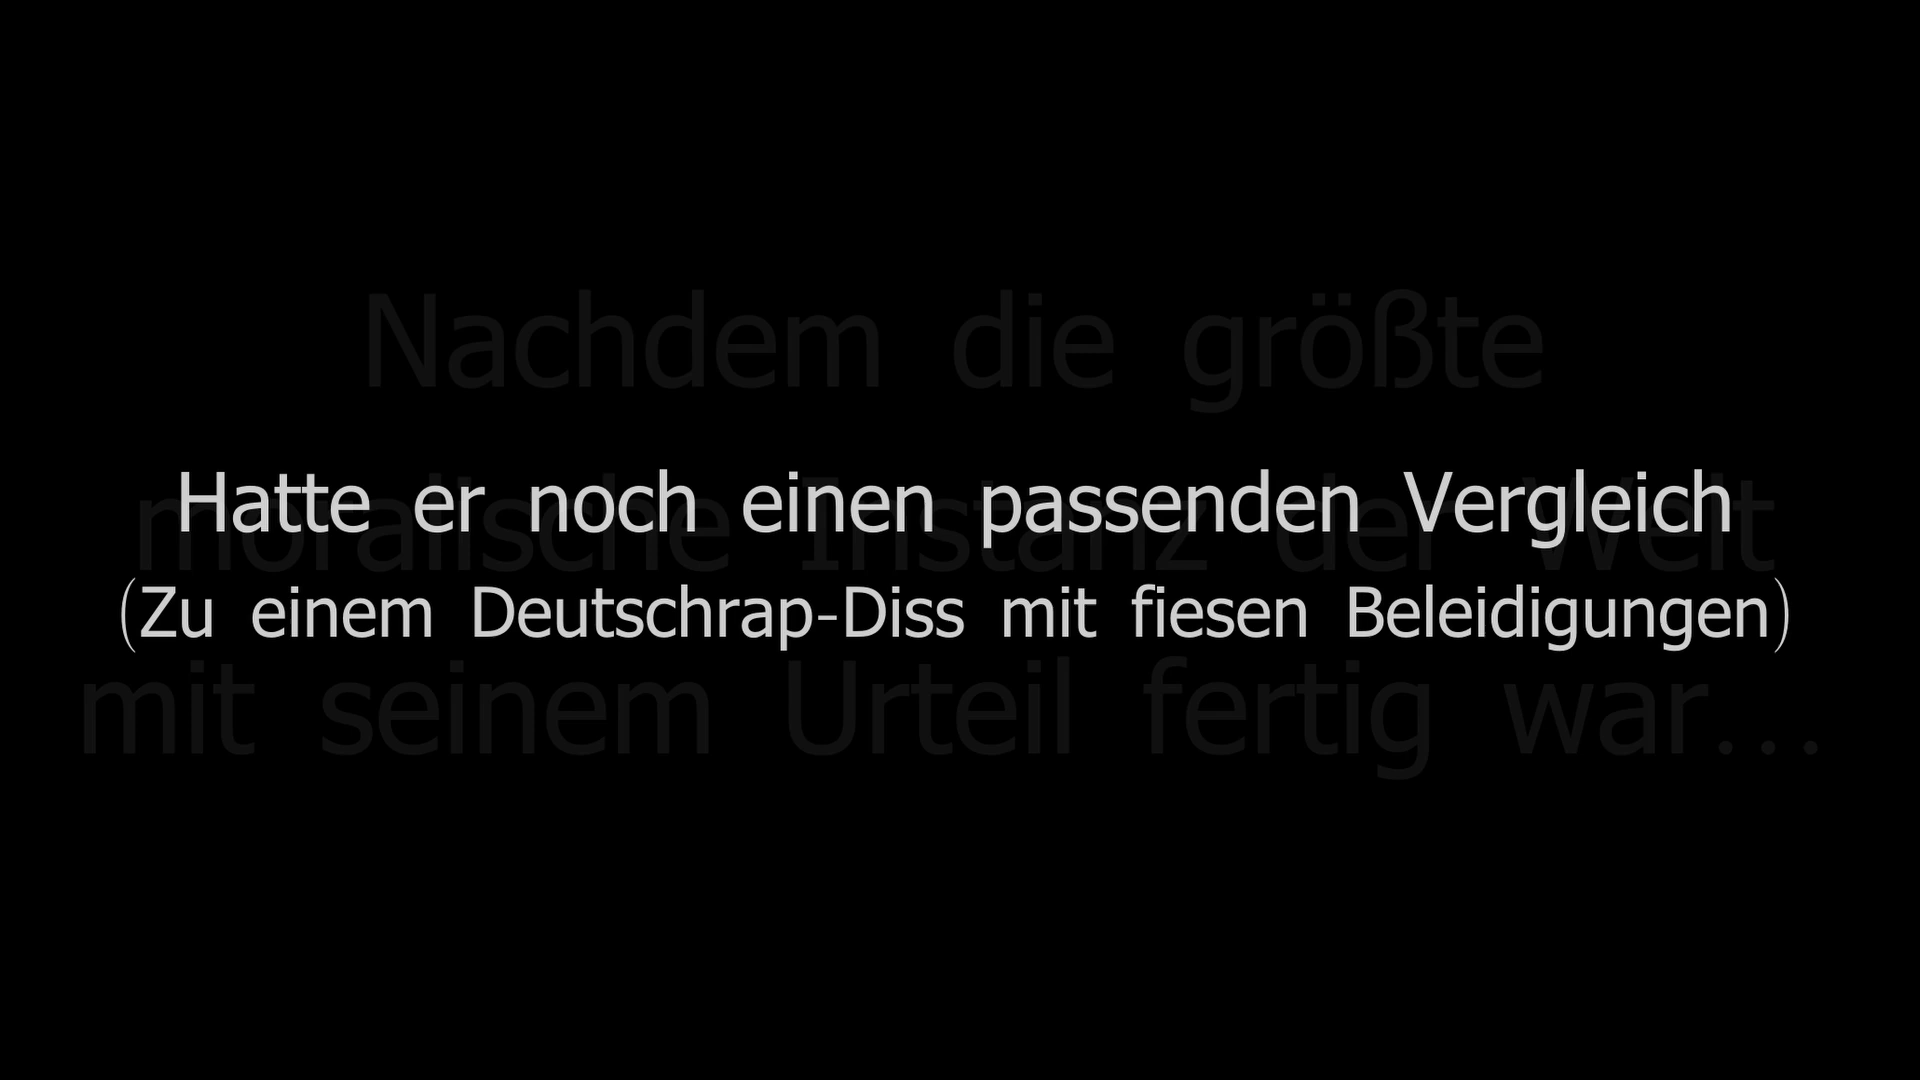 Nachdem die größte
moralische Instanz der Welt
mit seinem Urteil fertig war...
Hatte er noch einen passenden Vergleich
(Zu einem Deutschrap-Diss mit fiesen Beleidigungen)